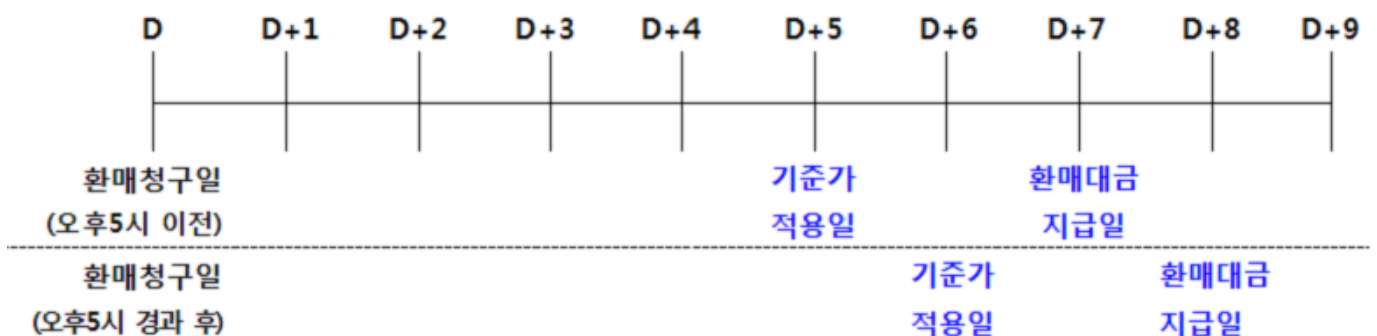 D D+1 D+2 D+3 D+4 D+5 D+6 D+7 D+8 D+9
환매청구일 기준가 환매대금
(오후5시 이전) 적용일 지급일
환매청구일 기준가 환매대금
(오후5시 경과 후) 적용일 지급일